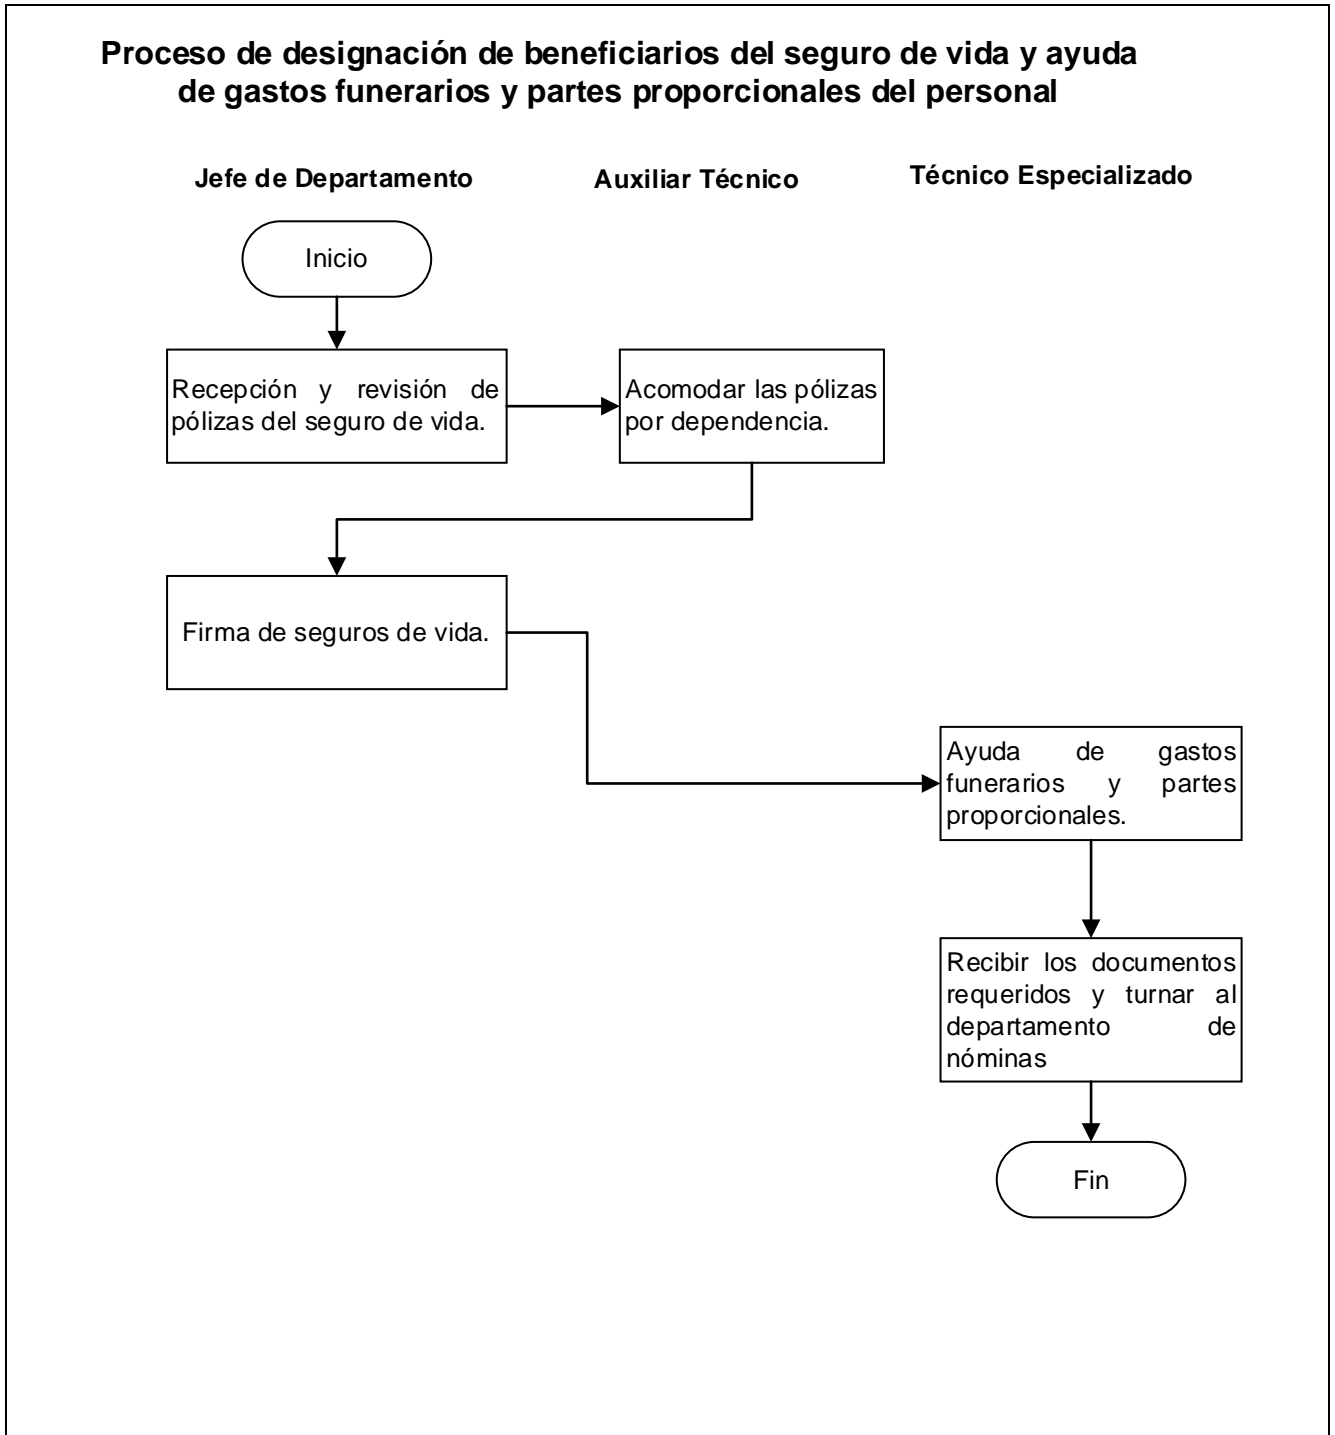 Proceso de designación de beneficiarios del seguro de vida y ayuda
de gastos funerarios y partes proporcionales del personal
Jefe de Departamento
Auxiliar Técnico
Técnico Especializado
Inicio
Recepción y revisión de
pólizas del seguro de vida.
Acomodar las pólizas
por dependencia.
Firma de seguros de vida.
Ayuda de gastos
funerarios y partes
proporcionales.
Recibir los documentos
requeridos y turnar al
departamento de
nóminas
Fin